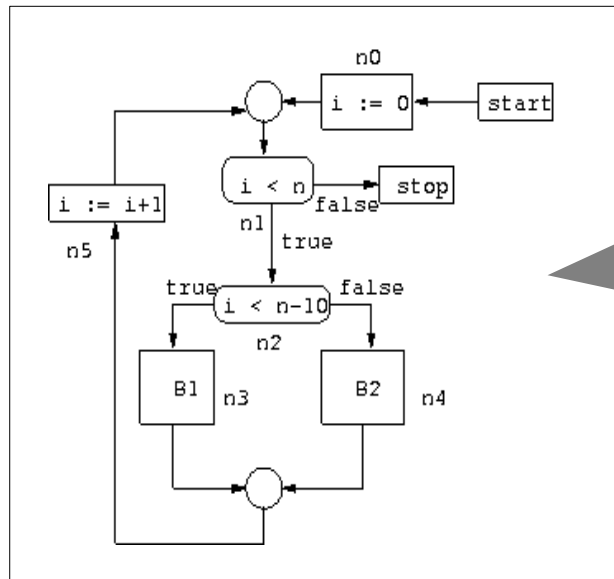 n0
i := 0
start
i < n
stop
false
n1
true
i := i+1
n5
true
false
i < n-10
n2
B1
n3
B2
n4